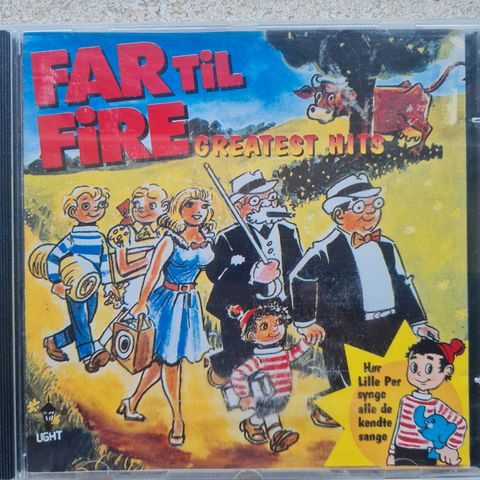 FAR TiL
FiRE
GREATEST HITS
Hør
Lille Per
synge
alle de
kendte
sange
LIGHT